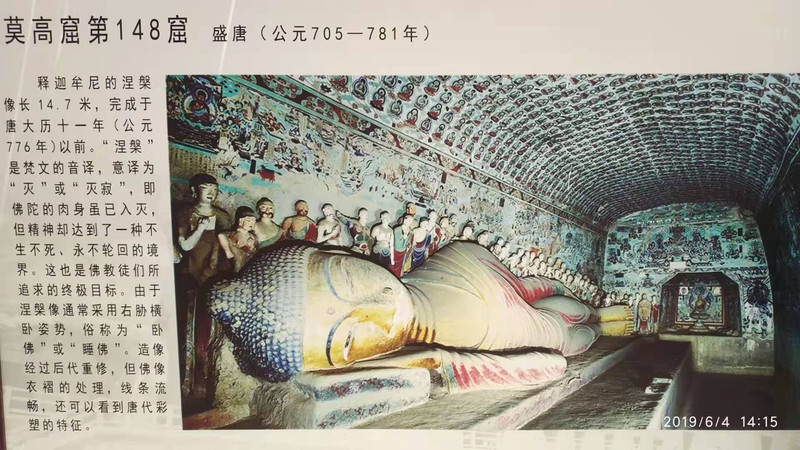 莫高窟第148窟 盛唐（公元705—781年）
释迦牟尼的涅槃
像长 14.7 米，完成于
唐大历十一年（公元
776年）以前。“涅槃”
是梵文的音译，意译为
“灭”或“灭寂”，即
佛陀的肉身虽已入灭，
但精神却达到了一种不
生不死、永不轮回的境
界。这也是佛教徒们所
追求的终极目标。由于
涅槃像通常采用右胁横
卧姿势，俗称为“卧
佛”或“睡佛”。造像
经过后代重修，但佛像
衣褶的处理，线条流
畅，还可以看到唐代彩
塑的特征。
2019/6/4 14:15